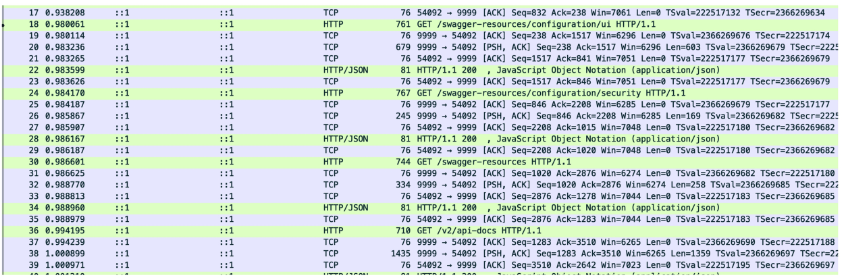 17 0.938208 ::1 ::1 TCP 76 54092 → 9999 [ACK] Seq=832 Ack=238 Win=7061 Len=0 TSval=222517132 TSecr=2366269634
18 0.980061 ::1 ::1 HTTP 761 GET /swagger-resources/configuration/ui HTTP/1.1
19 0.980114 ::1 ::1 TCP 76 9999 → 54092 [ACK] Seq=238 Ack=1517 Win=6296 Len=0 TSval=2366269676 TSecr=222517174
20 0.983236 ::1 ::1 TCP 679 9999 → 54092 [PSH, ACK] Seq=238 Ack=1517 Win=6296 Len=603 TSval=2366269679 TSecr=2225
21 0.983265 ::1 ::1 TCP 76 54092 → 9999 [ACK] Seq=1517 Ack=841 Win=7051 Len=0 TSval=222517177 TSecr=2366269679
22 0.983599 ::1 ::1 HTTP/JSON 81 HTTP/1.1 200 , JavaScript Object Notation (application/json)
23 0.983626 ::1 ::1 TCP 76 54092 → 9999 [ACK] Seq=1517 Ack=846 Win=7051 Len=0 TSval=222517177 TSecr=2366269679
24 0.984170 ::1 ::1 HTTP 767 GET /swagger-resources/configuration/security HTTP/1.1
25 0.984187 ::1 ::1 TCP 76 9999 → 54092 [ACK] Seq=846 Ack=2208 Win=6285 Len=0 TSval=2366269679 TSecr=222517177
26 0.985867 ::1 ::1 TCP 245 9999 → 54092 [PSH, ACK] Seq=846 Ack=2208 Win=6285 Len=169 TSval=2366269682 TSecr=2225
27 0.985907 ::1 ::1 TCP 76 54092 → 9999 [ACK] Seq=2208 Ack=1015 Win=7048 Len=0 TSval=222517180 TSecr=2366269682
28 0.986167 ::1 ::1 HTTP/JSON 81 HTTP/1.1 200 , JavaScript Object Notation (application/json)
29 0.986187 ::1 ::1 TCP 76 54092 → 9999 [ACK] Seq=2208 Ack=1020 Win=7048 Len=0 TSval=222517180 TSecr=2366269682
30 0.986601 ::1 ::1 HTTP 744 GET /swagger-resources HTTP/1.1
31 0.986625 ::1 ::1 TCP 76 9999 → 54092 [ACK] Seq=1020 Ack=2876 Win=6274 Len=0 TSval=2366269682 TSecr=222517180
32 0.988770 ::1 ::1 TCP 334 9999 → 54092 [PSH, ACK] Seq=1020 Ack=2876 Win=6274 Len=258 TSval=2366269685 TSecr=222
33 0.988813 ::1 ::1 TCP 76 54092 → 9999 [ACK] Seq=2876 Ack=1278 Win=7044 Len=0 TSval=222517183 TSecr=2366269685
34 0.988960 ::1 ::1 HTTP/JSON 81 HTTP/1.1 200 , JavaScript Object Notation (application/json)
35 0.988979 ::1 ::1 TCP 76 54092 → 9999 [ACK] Seq=2876 Ack=1283 Win=7044 Len=0 TSval=222517183 TSecr=2366269685
36 0.994195 ::1 ::1 HTTP 710 GET /v2/api-docs HTTP/1.1
37 0.994239 ::1 ::1 TCP 76 9999 → 54092 [ACK] Seq=1283 Ack=3510 Win=6265 Len=0 TSval=2366269690 TSecr=222517188
38 1.000899 ::1 ::1 TCP 1435 9999 → 54092 [PSH, ACK] Seq=1283 Ack=3510 Win=6265 Len=1359 TSval=2366269697 TSecr=22
39 1.000971 ::1 ::1 TCP 76 54092 → 9999 [ACK] Seq=3510 Ack=2642 Win=7023 Len=0 TSval=222517195 TSecr=2366269697